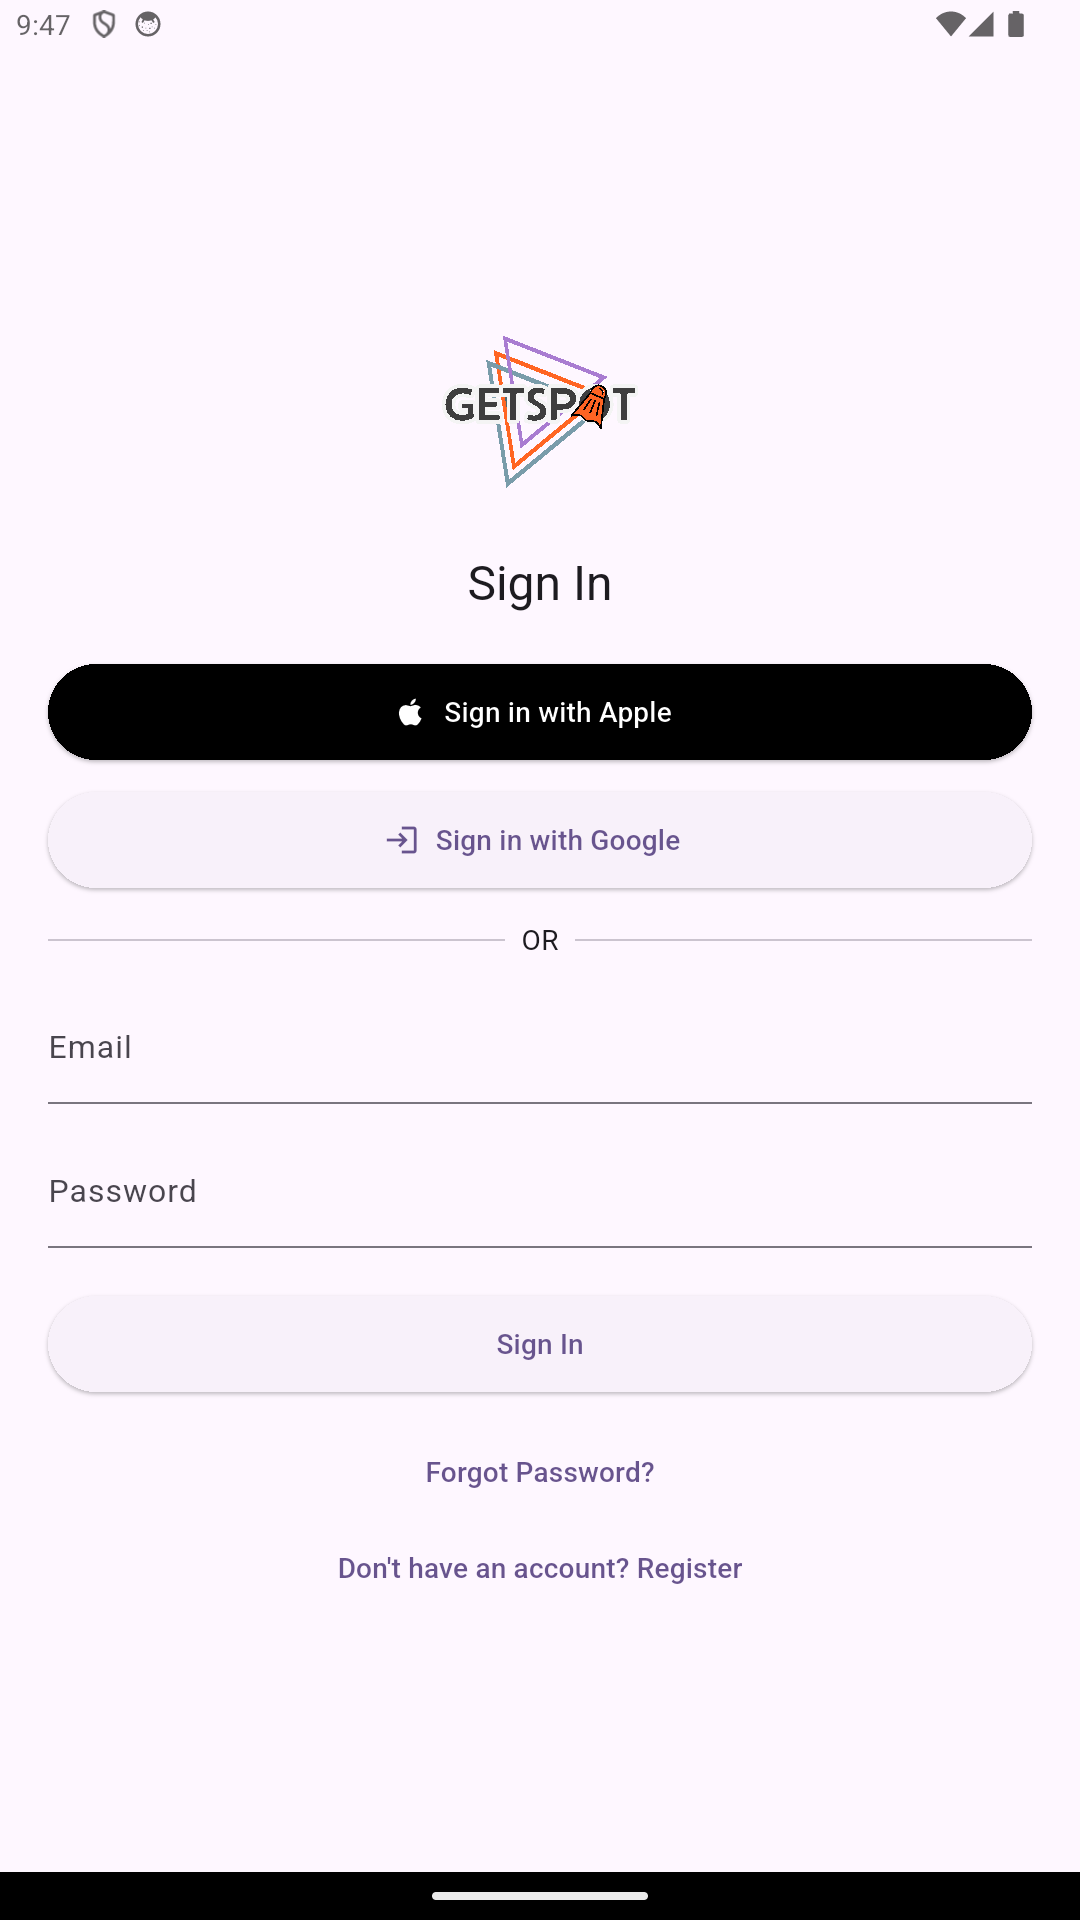 9:47
GETSPOT
Sign In
Sign in with Apple
Sign in with Google
OR
Email
Password
Sign In
Forgot Password?
Don't have an account? Register